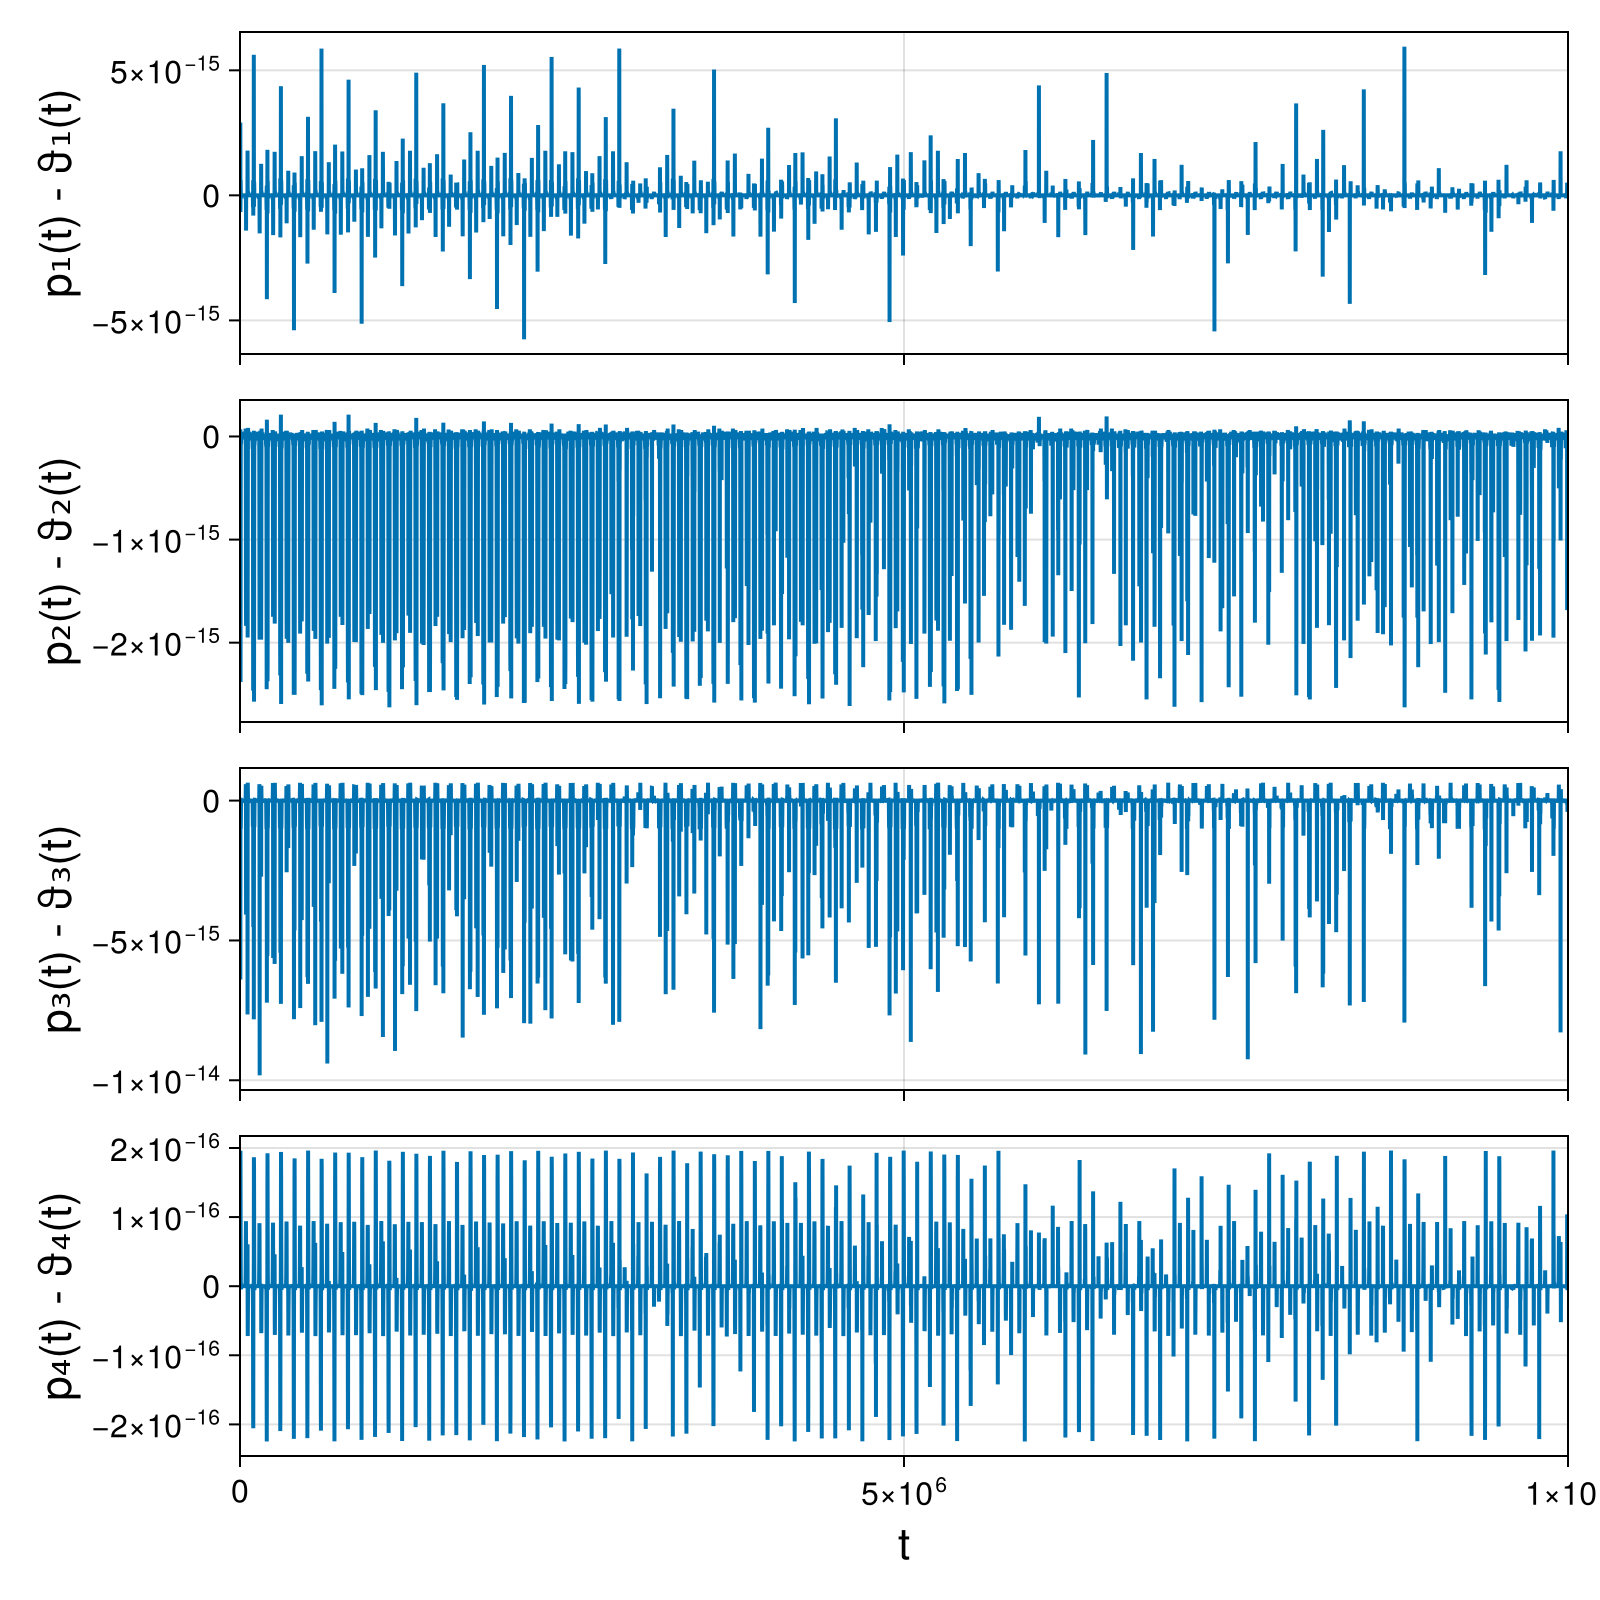 5×10⁻¹⁵
0
−5×10⁻¹⁵
p₁(t) - ϑ₁(t)
0
−1×10⁻¹⁵
−2×10⁻¹⁵
p₂(t) - ϑ₂(t)
0
−5×10⁻¹⁵
−1×10⁻¹⁴
p₃(t) - ϑ₃(t)
2×10⁻¹⁶
1×10⁻¹⁶
0
−1×10⁻¹⁶
−2×10⁻¹⁶
p₄(t) - ϑ₄(t)
0 5×10⁶ 1×10
t